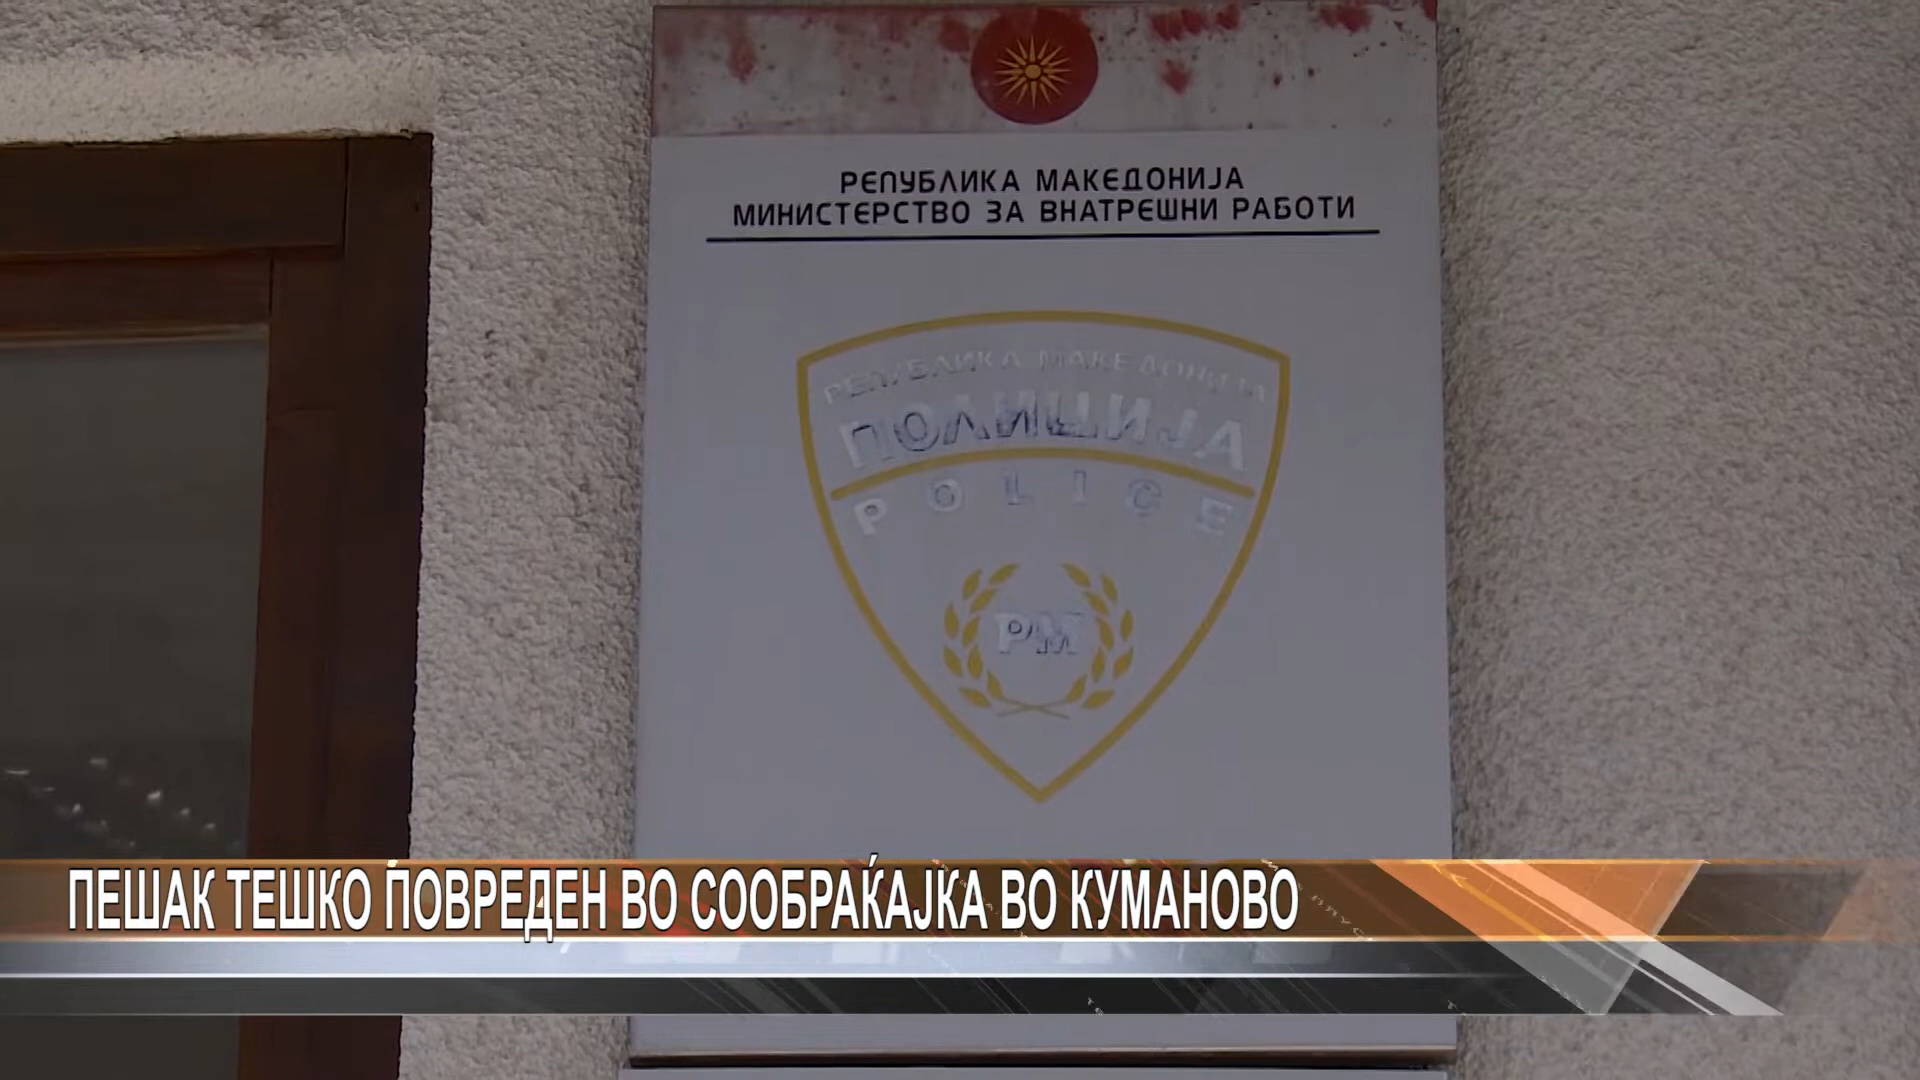 РЕПУБЛИКА МАКЕДОНИЈА
МИНИСТЕРСТВО ЗА ВНАТРЕШНИ РАБОТИ
РЕПУБЛИКА МАКЕДОНИЈА
ПОЛИЦИЈА
POLICE
РМ
ПЕШАК ТЕШКО ПОВРЕДЕН ВО СООБРАЌАЈКА ВО КУМАНОВО